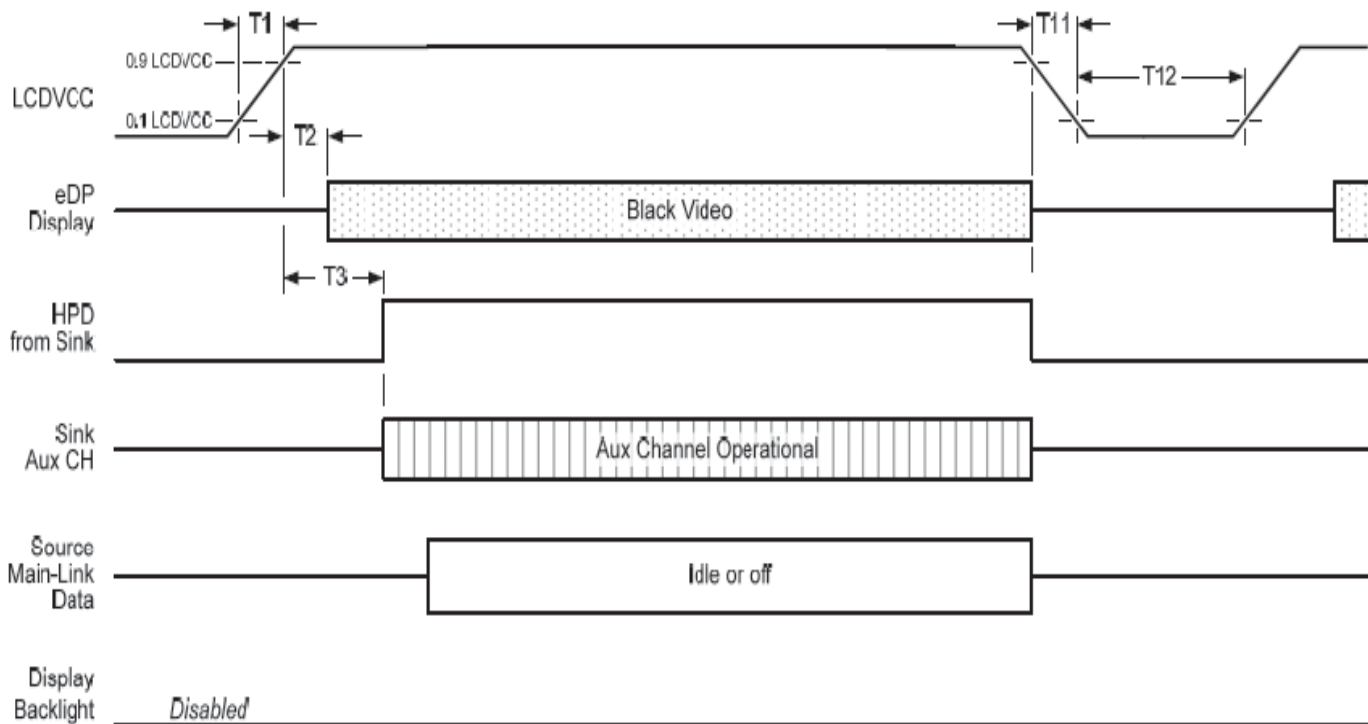 T1
T11
0.9 LCDVCC
T12
LCDVCC
0.1 LCDVCC
T2
eDP
Display
Black Video
T3
HPD
from Sink
Sink
Aux CH
Aux Channel Operational
Source
Main-Link
Data
Idle or off
Display
Backlight
Disabled